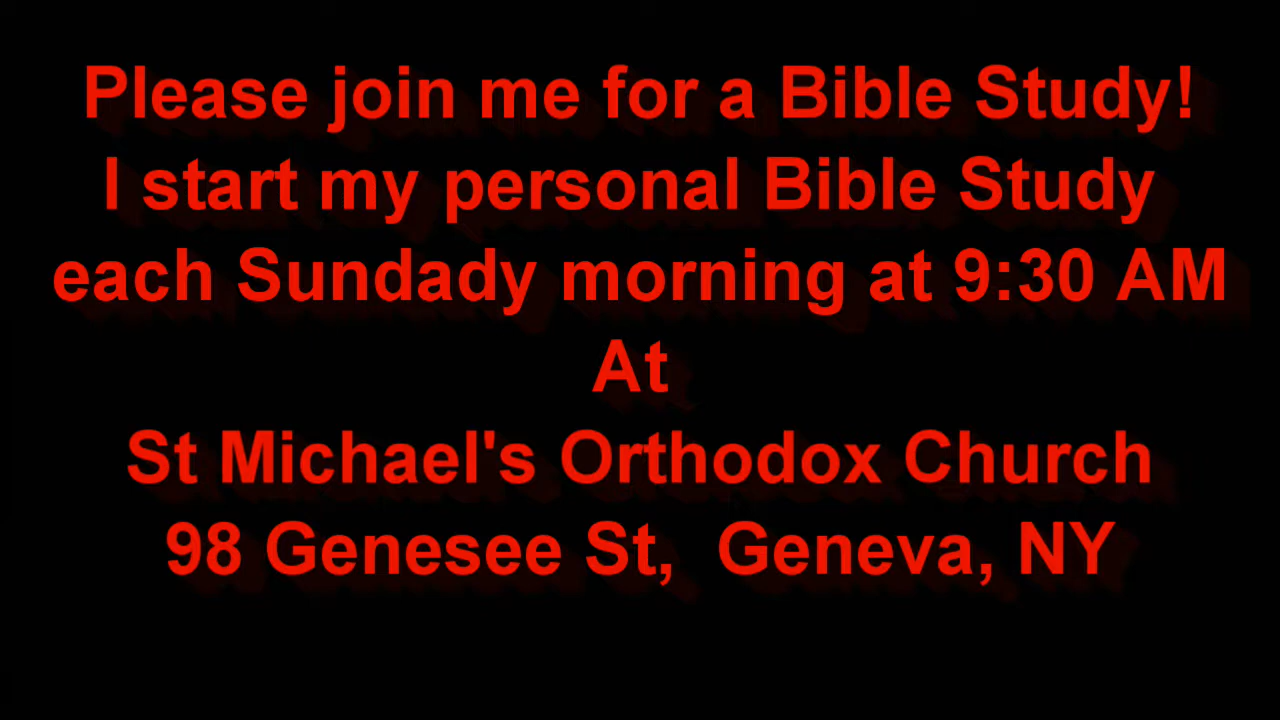 Please join me for a Bible Study!
I start my personal Bible Study
each Sundady morning at 9:30 AM
At
St Michael's Orthodox Church
98 Genesee St,  Geneva, NY